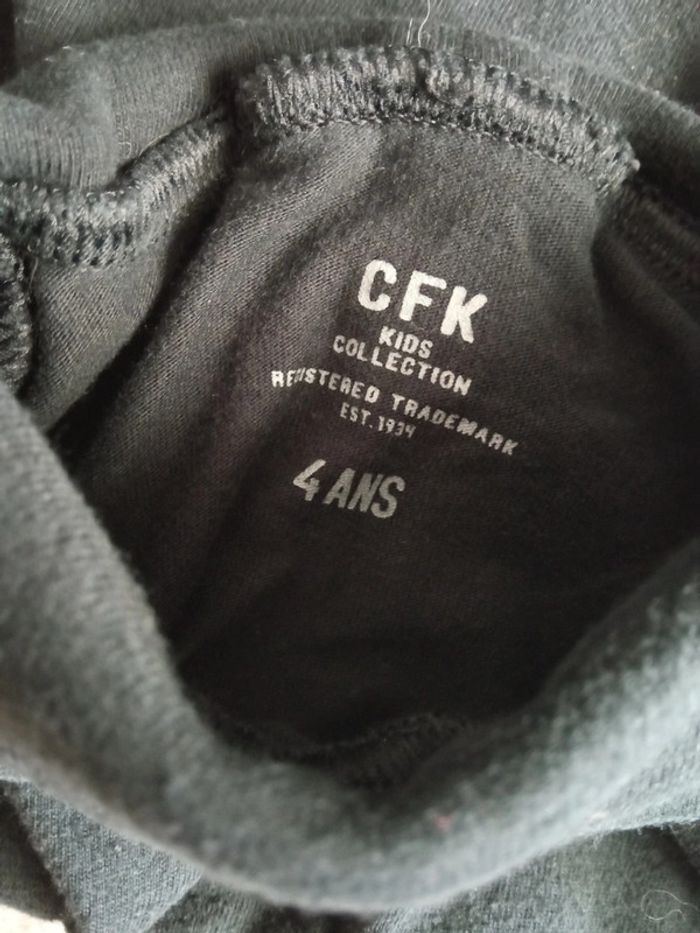 CFK
KIDS
COLLECTION
REGISTERED TRADEMARK
EST. 1934
4 ANS